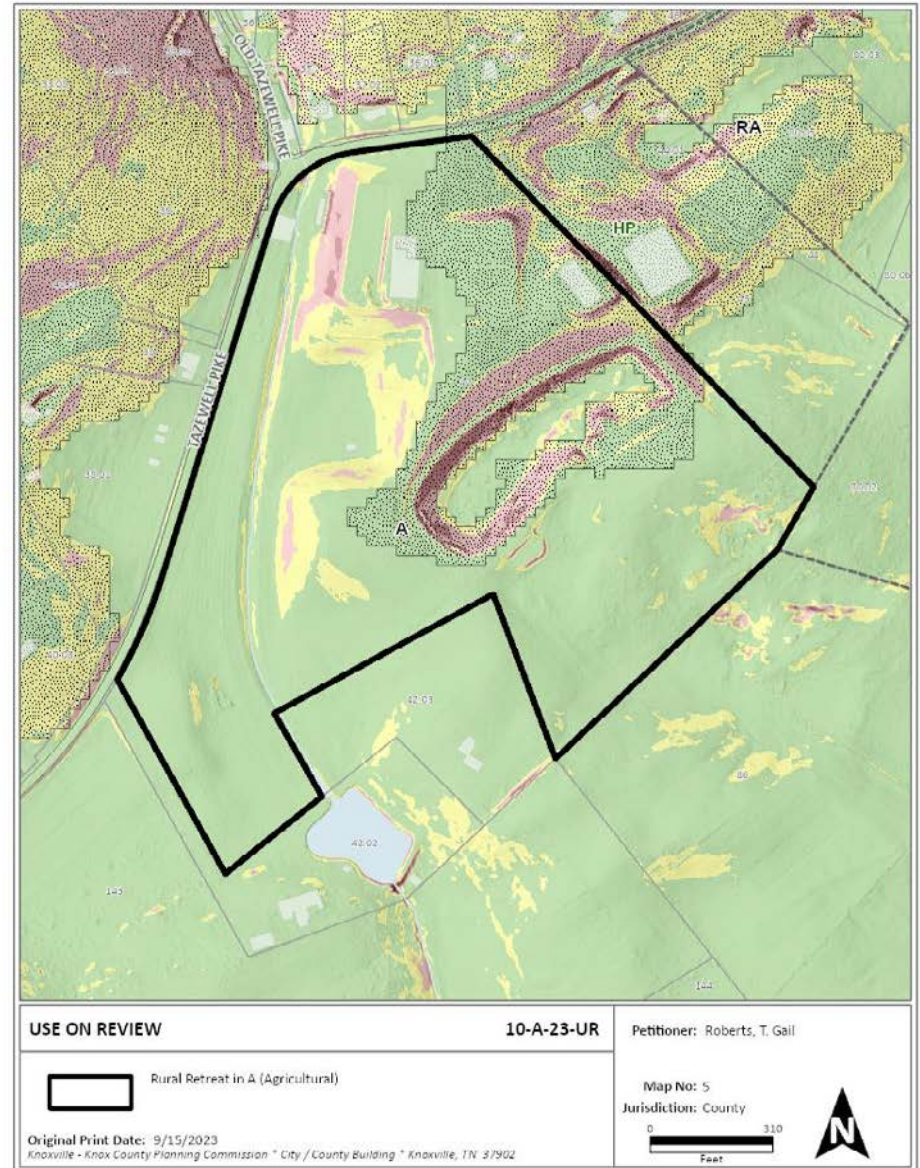 OLD TAZEWELL PIKE
RA
HP
TAZEWELL PIKE
A
42.03
42.02
143
144
USE ON REVIEW
10-A-23-UR
Petitioner: Roberts, T. Gail
Rural Retreat in A (Agricultural)
Map No: 5
Jurisdiction: County
0
310
Feet
N
Original Print Date: 9/15/2023
Knoxville - Knox County Planning Commission * City / County Building * Knoxville, TN 37902